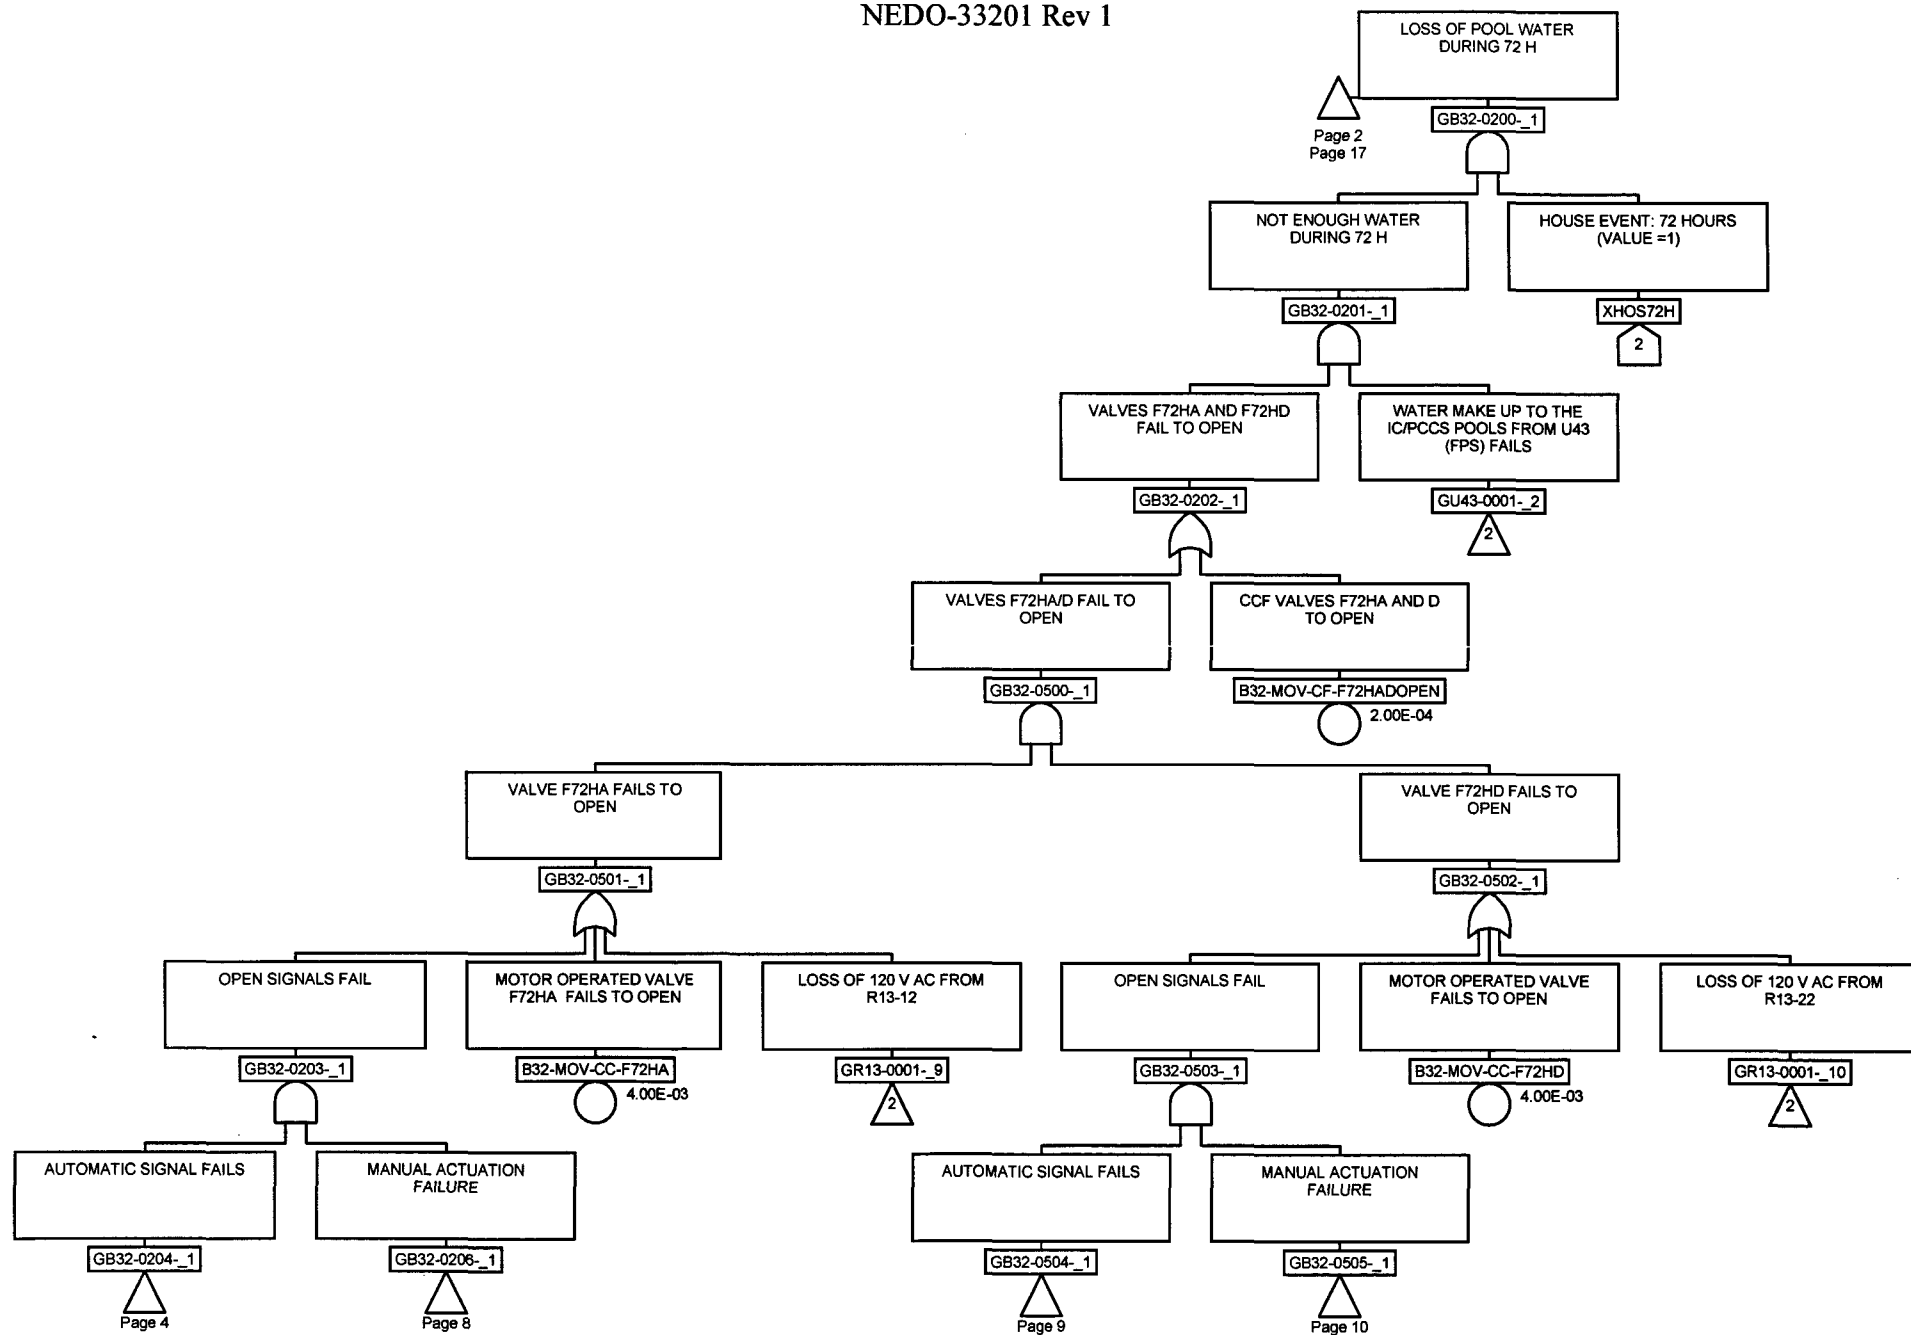 NEDO-33201 Rev 1
LOSS OF POOL WATER
DURING 72 H
GB32-0200-_1
Page 2
Page 17
NOT ENOUGH WATER
DURING 72 H
GB32-0201-_1
HOUSE EVENT: 72 HOURS
(VALUE =1)
XHOS72H
2
VALVES F72HA AND F72HD
FAIL TO OPEN
GB32-0202-_1
WATER MAKE UP TO THE
IC/PCCS POOLS FROM U43
(FPS) FAILS
GU43-0001-_2
2
VALVES F72HA/D FAIL TO
OPEN
GB32-0500-_1
CCF VALVES F72HA AND D
TO OPEN
B32-MOV-CF-F72HADOPEN
2.00E-04
VALVE F72HA FAILS TO
OPEN
GB32-0501-_1
VALVE F72HD FAILS TO
OPEN
GB32-0502-_1
OPEN SIGNALS FAIL
GB32-0203-_1
MOTOR OPERATED VALVE
F72HA FAILS TO OPEN
B32-MOV-CC-F72HA
4.00E-03
LOSS OF 120 V AC FROM
R13-12
GR13-0001-_9
2
OPEN SIGNALS FAIL
GB32-0503-_1
MOTOR OPERATED VALVE
FAILS TO OPEN
B32-MOV-CC-F72HD
4.00E-03
LOSS OF 120 V AC FROM
R13-22
GR13-0001-_10
2
AUTOMATIC SIGNAL FAILS
GB32-0204-_1
Page 4
MANUAL ACTUATION
FAILURE
GB32-0206-_1
Page 8
AUTOMATIC SIGNAL FAILS
GB32-0504-_1
Page 9
MANUAL ACTUATION
FAILURE
GB32-0505-_1
Page 10